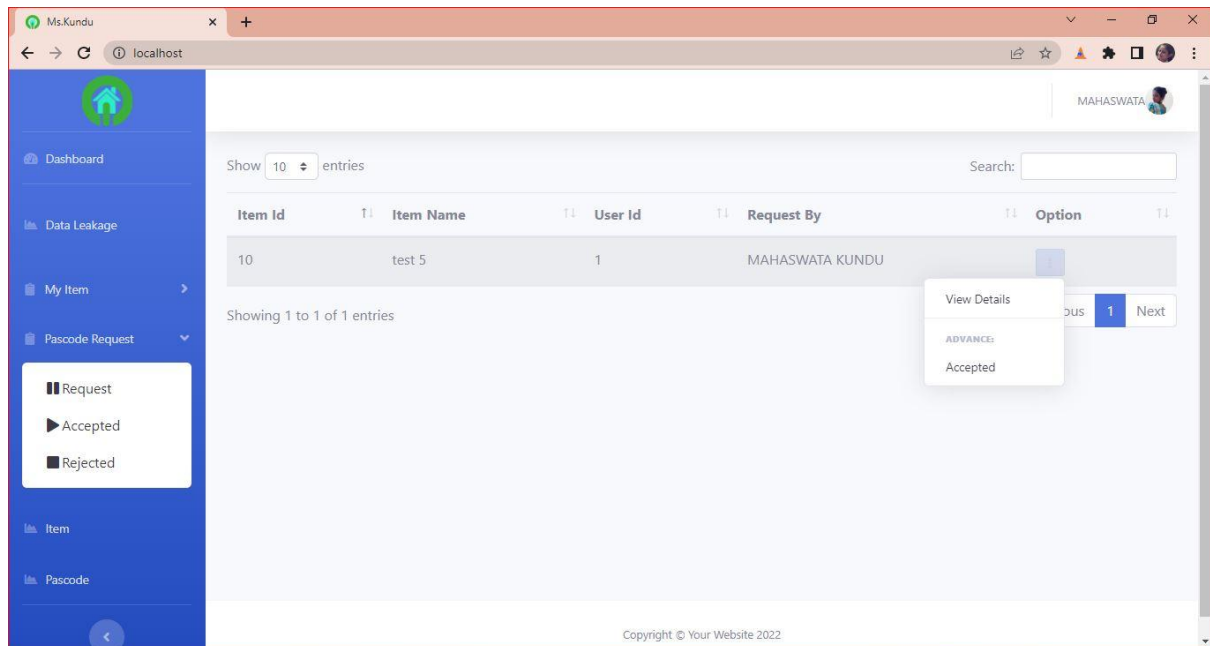 Ms.Kundu
localhost
MAHASWATA
Dashboard
Data Leakage
My Item
Pascode Request
Request
Accepted
Rejected
Item
Pascode
Show 10 entries
Search:
Item Id Item Name User Id Request By Option
10 test 5 1 MAHASWATA KUNDU
Showing 1 to 1 of 1 entries
ous 1 Next
View Details
ADVANCE:
Accepted
Copyright © Your Website 2022